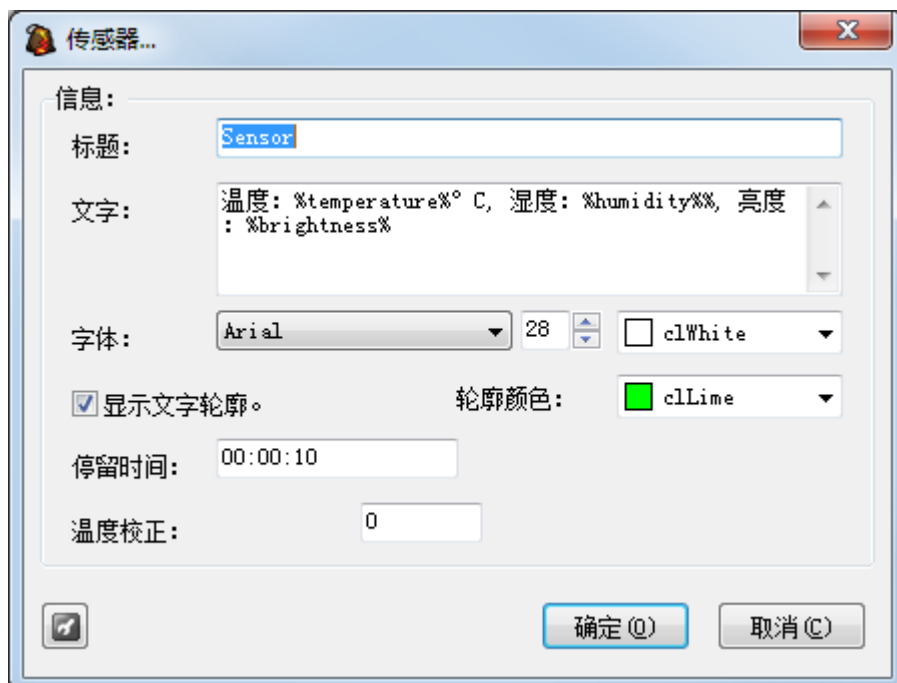 传感器...
信息:
标题:
Sensor
文字:
温度: %temperature%° C, 湿度: %humidity%%, 亮度
: %brightness%
字体:
Arial
28
clWhite
显示文字轮廓。
轮廓颜色:
clLime
停留时间:
00:00:10
温度校正:
0
确定(O)
取消(C)